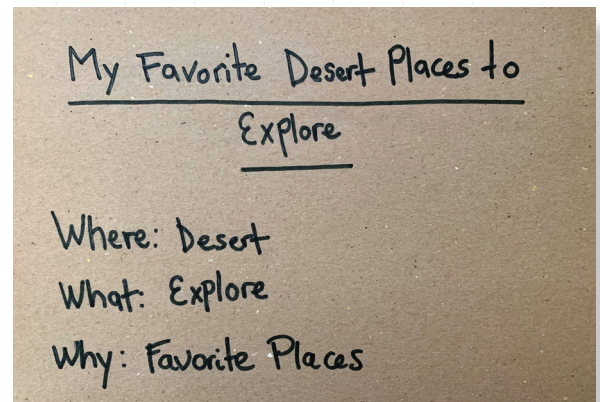 My Favorite Desert Places to
Explore
Where: Desert
What: Explore
Why: Favorite Places